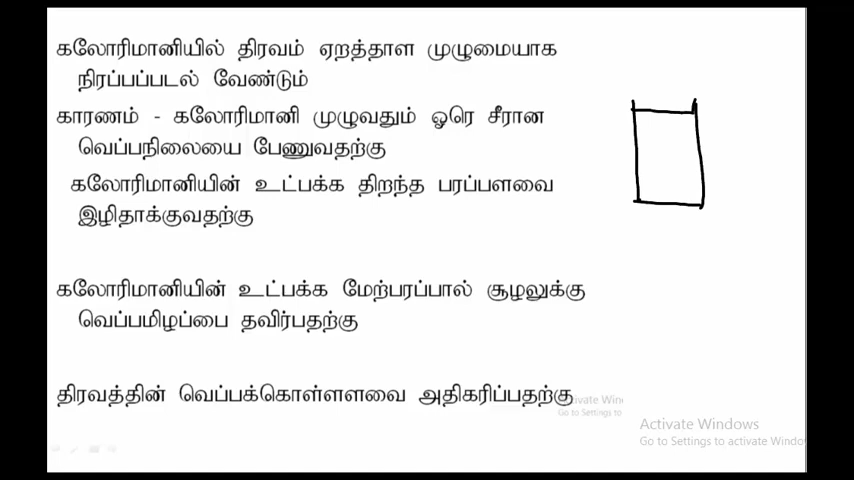 கலோரிமானியில் திரவம் ஏறத்தாள முழுமையாக
நிரப்பப்படல் வேண்டும்
காரணம் - கலோரிமானி முழுவதும் ஓரெ சீரான
வெப்பநிலையை பேணுவதற்கு
கலோரிமானியின் உட்பக்க திறந்த பரப்பளவை
இழிதாக்குவதற்கு
கலோரிமானியின் உட்பக்க மேற்பரப்பால் சூழலுக்கு
வெப்பமிழப்பை தவிர்பதற்கு
திரவத்தின் வெப்பக்கொள்ளளவை அதிகரிப்பதற்கு
Activate Windows
Go to Settings to activate Windo